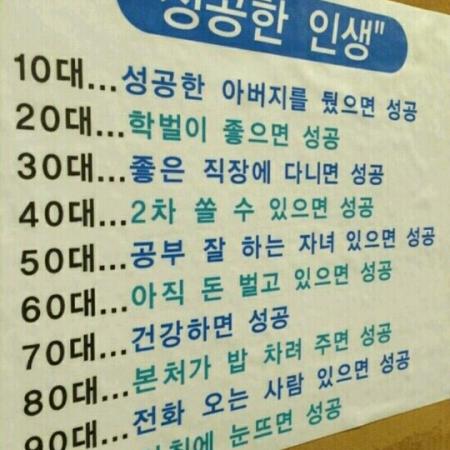 성공한 인생"
10대...성공한 아버지를 뒀으면 성공
20대...학벌이 좋으면 성공
30대...좋은 직장에 다니면 성공
40대...2차 쏠 수 있으면 성공
50대...공부 잘 하는 자녀 있으면 성공
60대...아직 돈 벌고 있으면 성공
70대...건강하면 성공
80대...본처가 밥 차려 주면 성공
90대...전화 오는 사람 있으면 성공
눈뜨면 성공